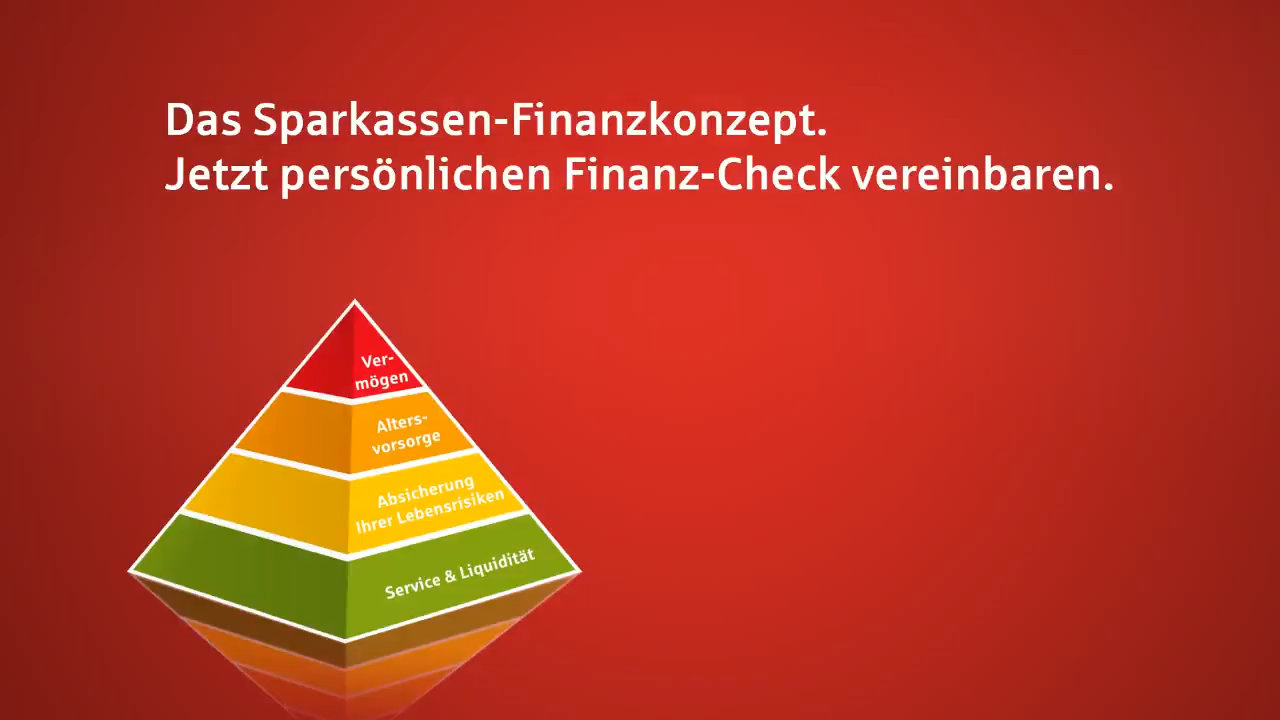 Das Sparkassen-Finanzkonzept.
Jetzt persönlichen Finanz-Check vereinbaren.
Ver-
mögen
Alters-
vorsorge
Absicherung
Ihrer Lebensrisiken
Service & Liquidität